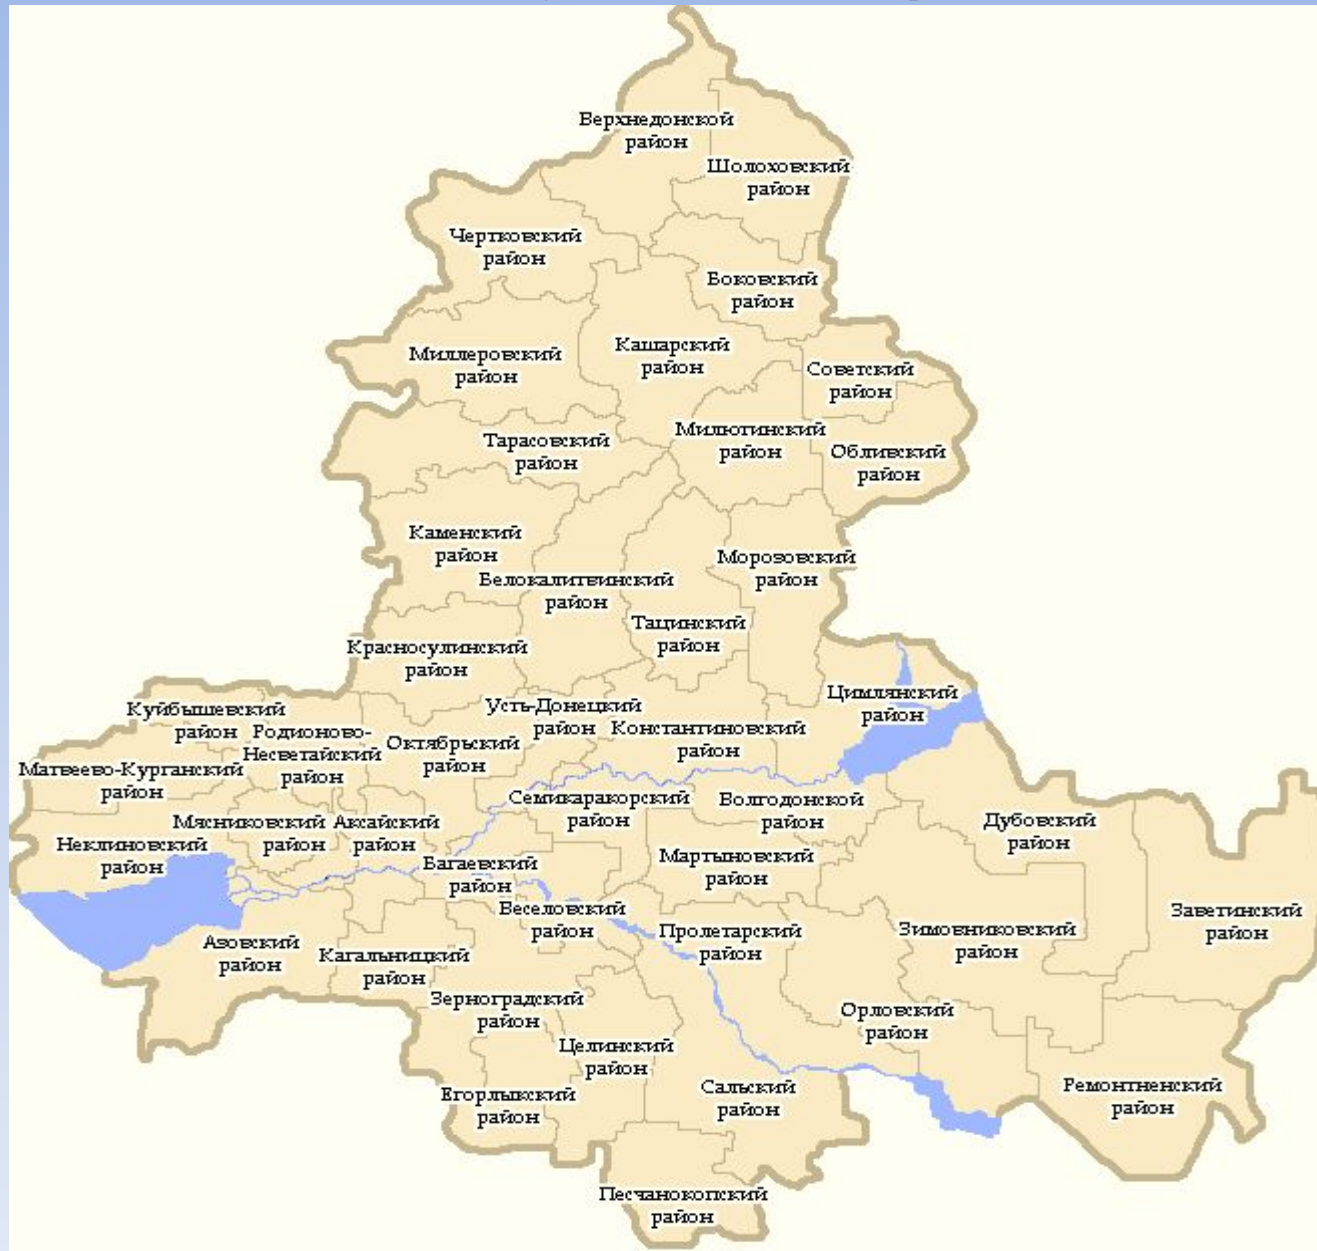 Верхнедонской
район
Шолоховский
район
Чертковский
район
Боковский
район
Кашарский
район
Миллеровский
район
Советский
район
Милютинский
район
Тарасовский
район
Обливский
район
Каменский
район
Морозовский
район
Белокалитвинский
район
Тацинский
район
Красносулинский
район
Цимлянский
район
Усть-Донецкий
район
Куйбышевский
район
Константиновский
район
Родионово-
Несветайский
район
Октябрьский
район
Матвеево-Курганский
район
Семикаракорский
район
Волгодонской
район
Дубовский
район
Мясниковский
район
Аксайский
район
Неклиновский
район
Мартыновский
район
Багаевский
район
Веселовский
район
Заветинский
район
Пролетарский
район
Зимовниковский
район
Азовский
район
Кагальницкий
район
Зерноградский
район
Орловский
район
Целинский
район
Сальский
район
Ремонтненский
район
Егорлыкский
район
Песчанокопский
район